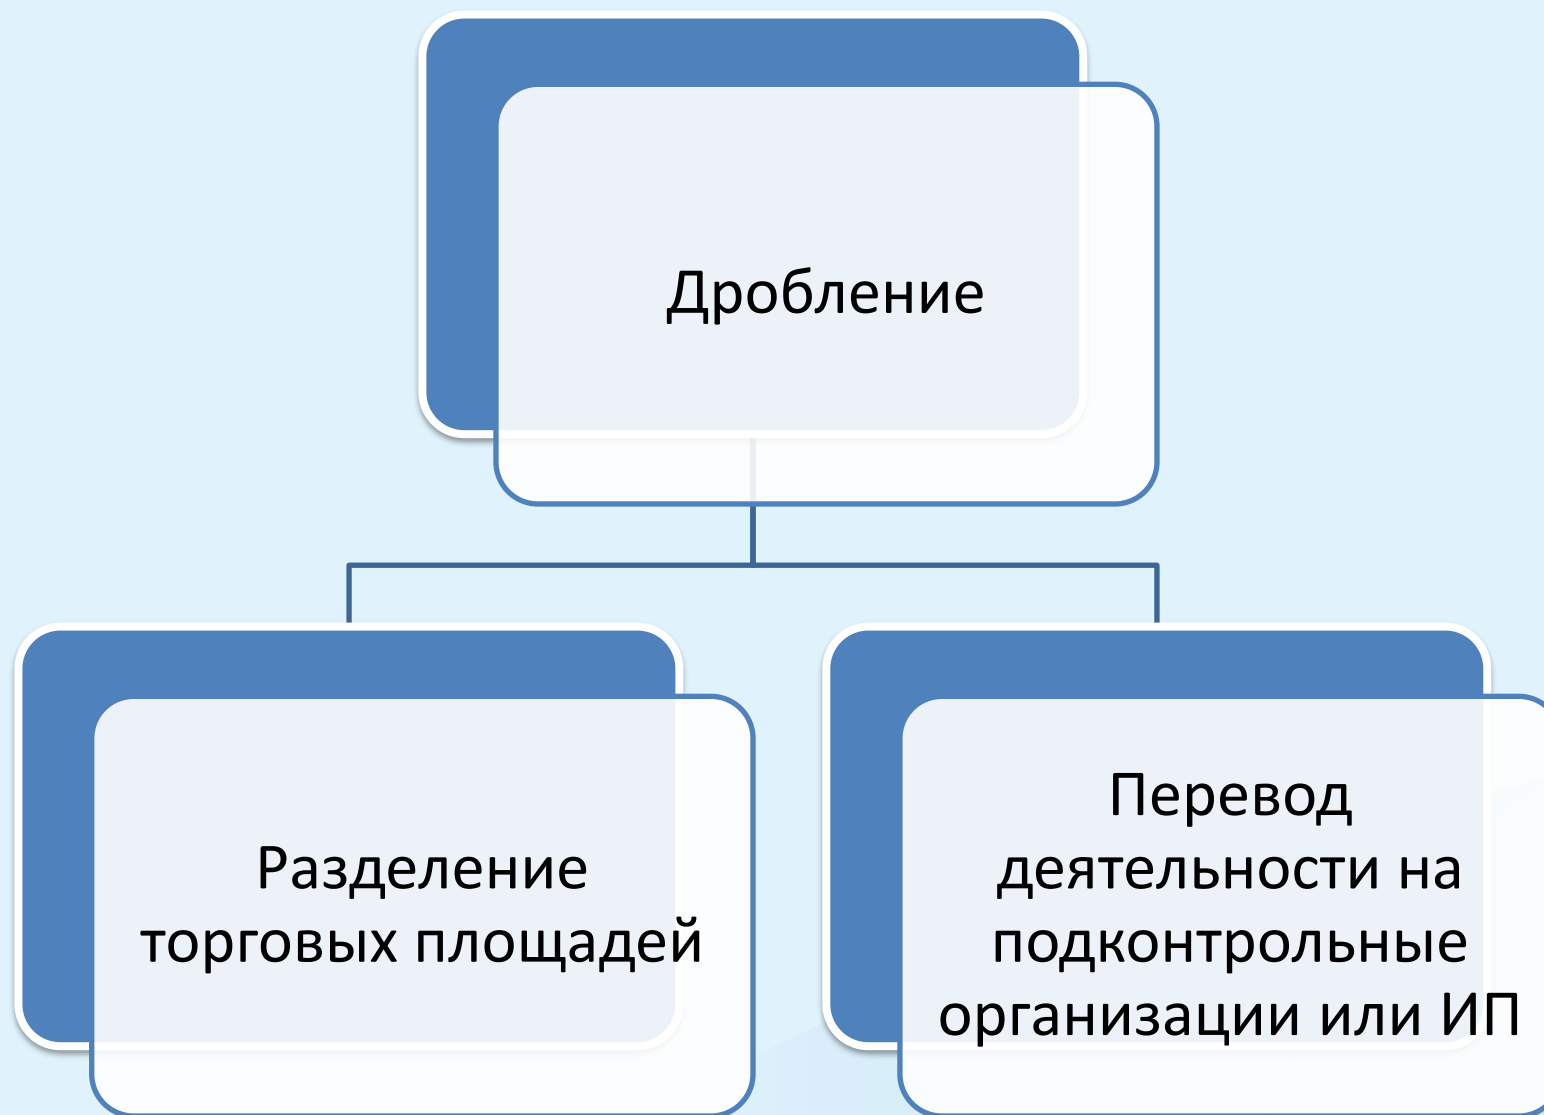 Дробление
Разделение
торговых площадей
Перевод
деятельности на
подконтрольные
организации или ИП